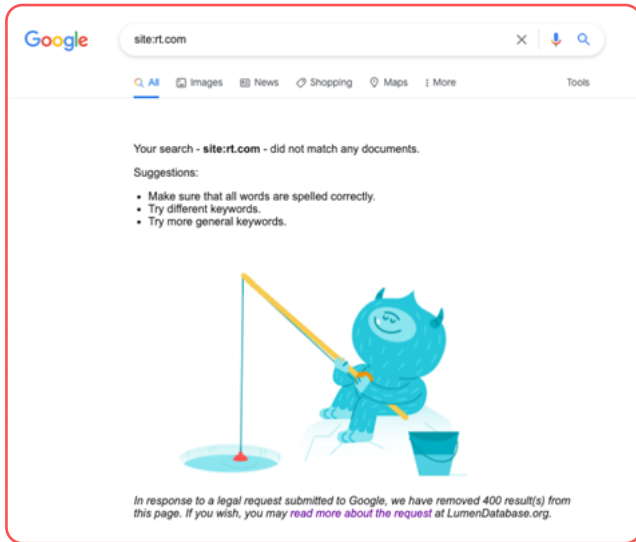 Google
site:rt.com
All Images News Shopping Maps More Tools
Your search - site:rt.com - did not match any documents.
Suggestions:
• Make sure that all words are spelled correctly.
• Try different keywords.
• Try more general keywords.
In response to a legal request submitted to Google, we have removed 400 result(s) from
this page. If you wish, you may read more about the request at LumenDatabase.org.